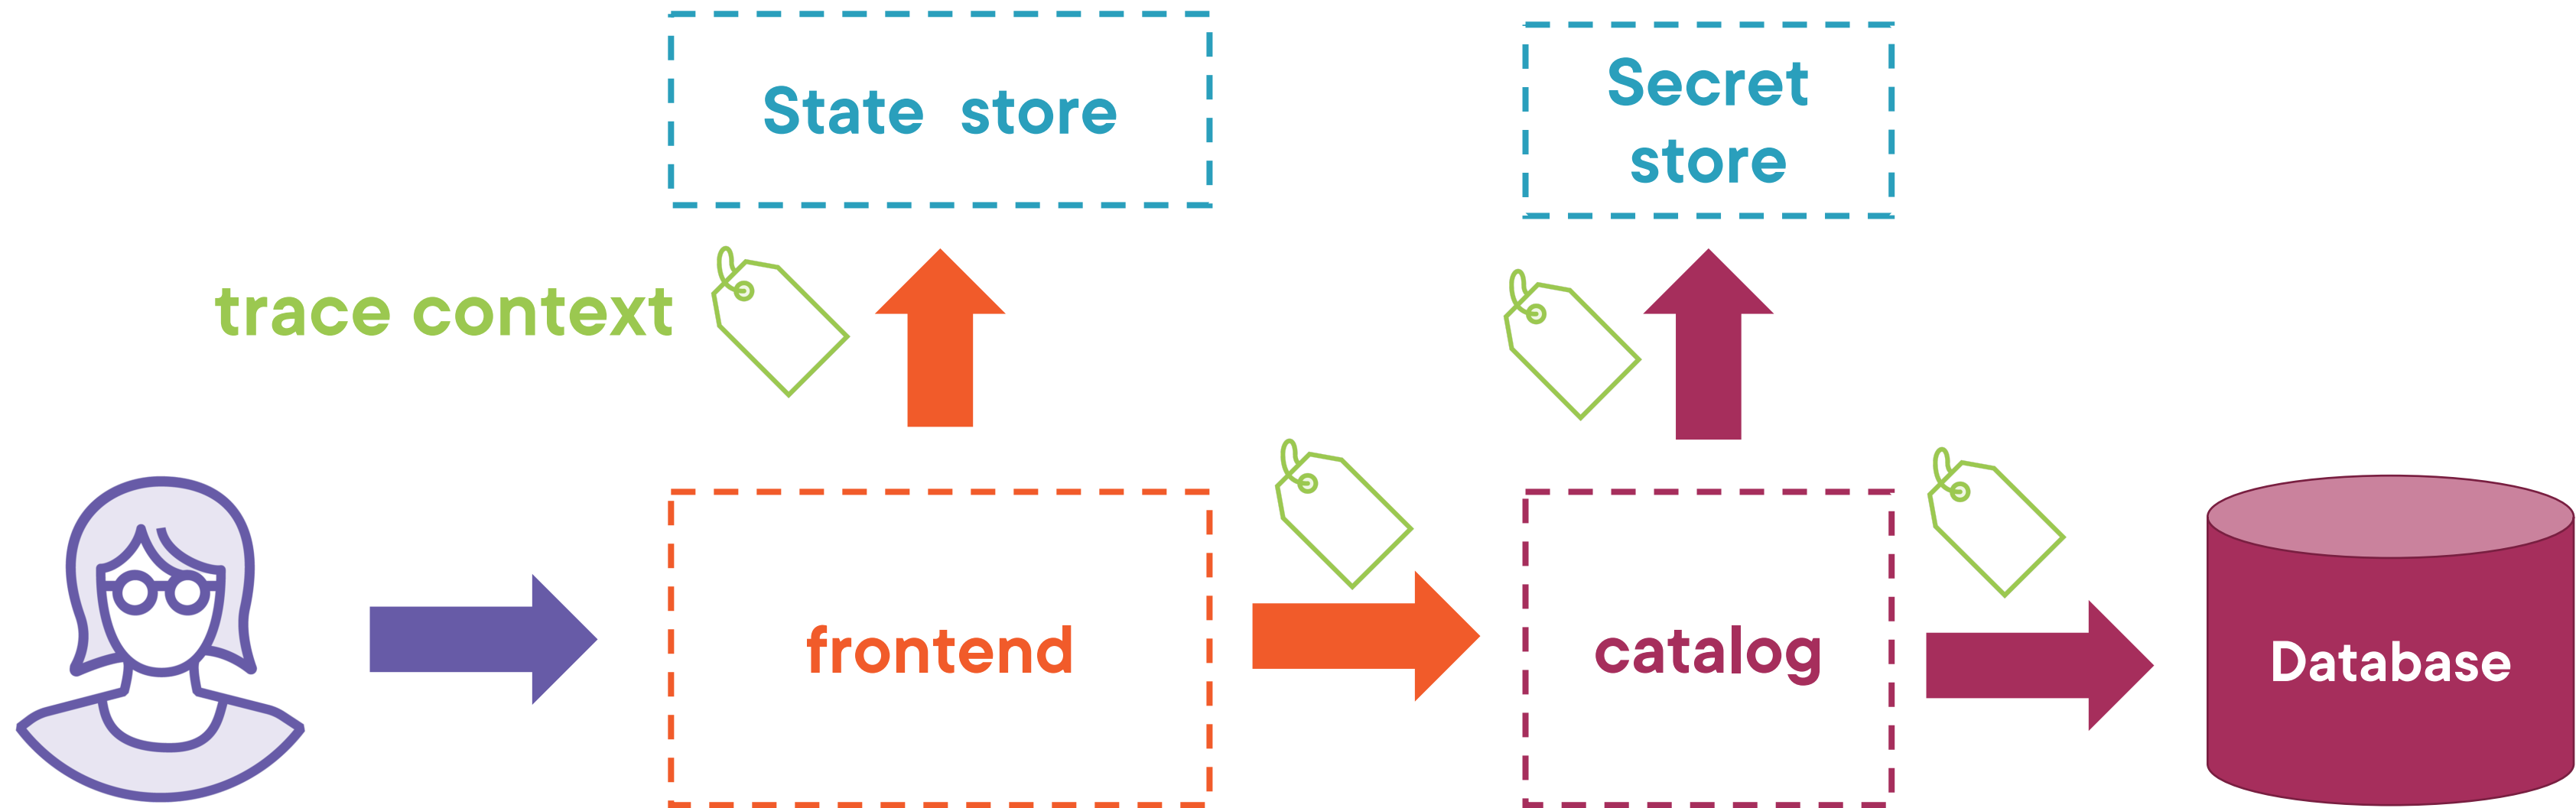 State store
Secret
store
trace context
frontend
catalog
Database